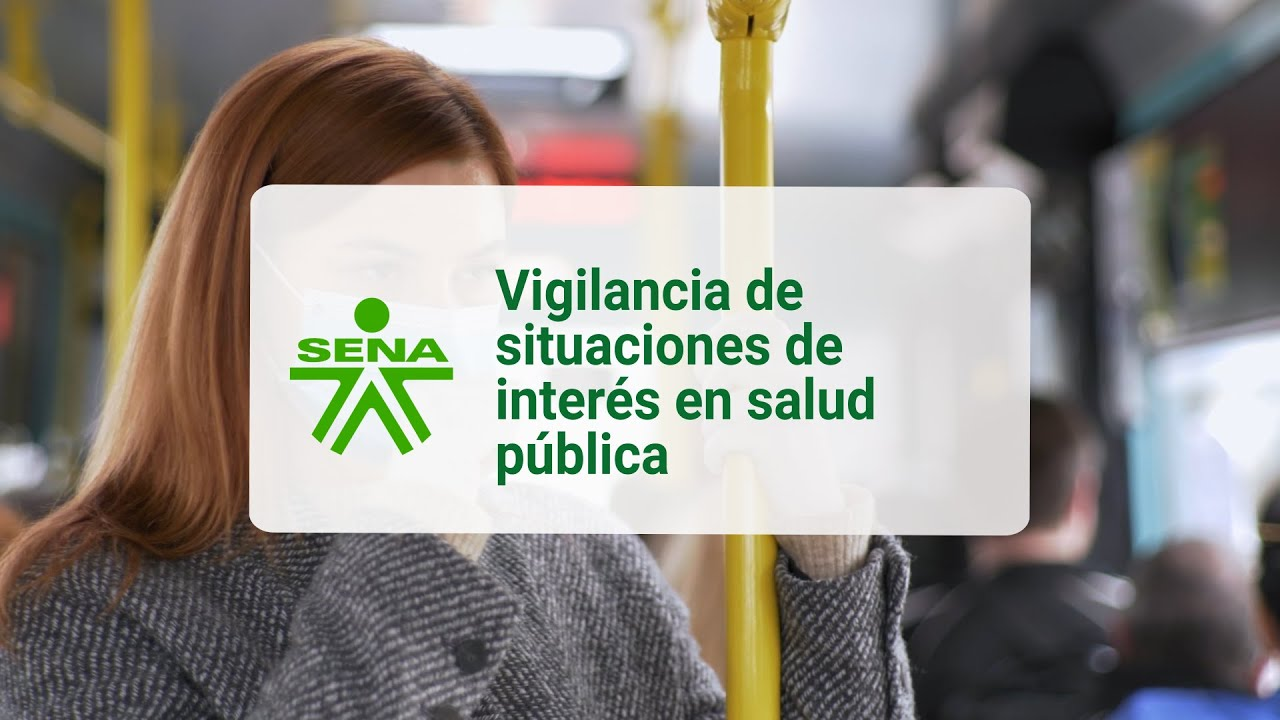 SENA
Vigilancia de
situaciones de
interés en salud
pública